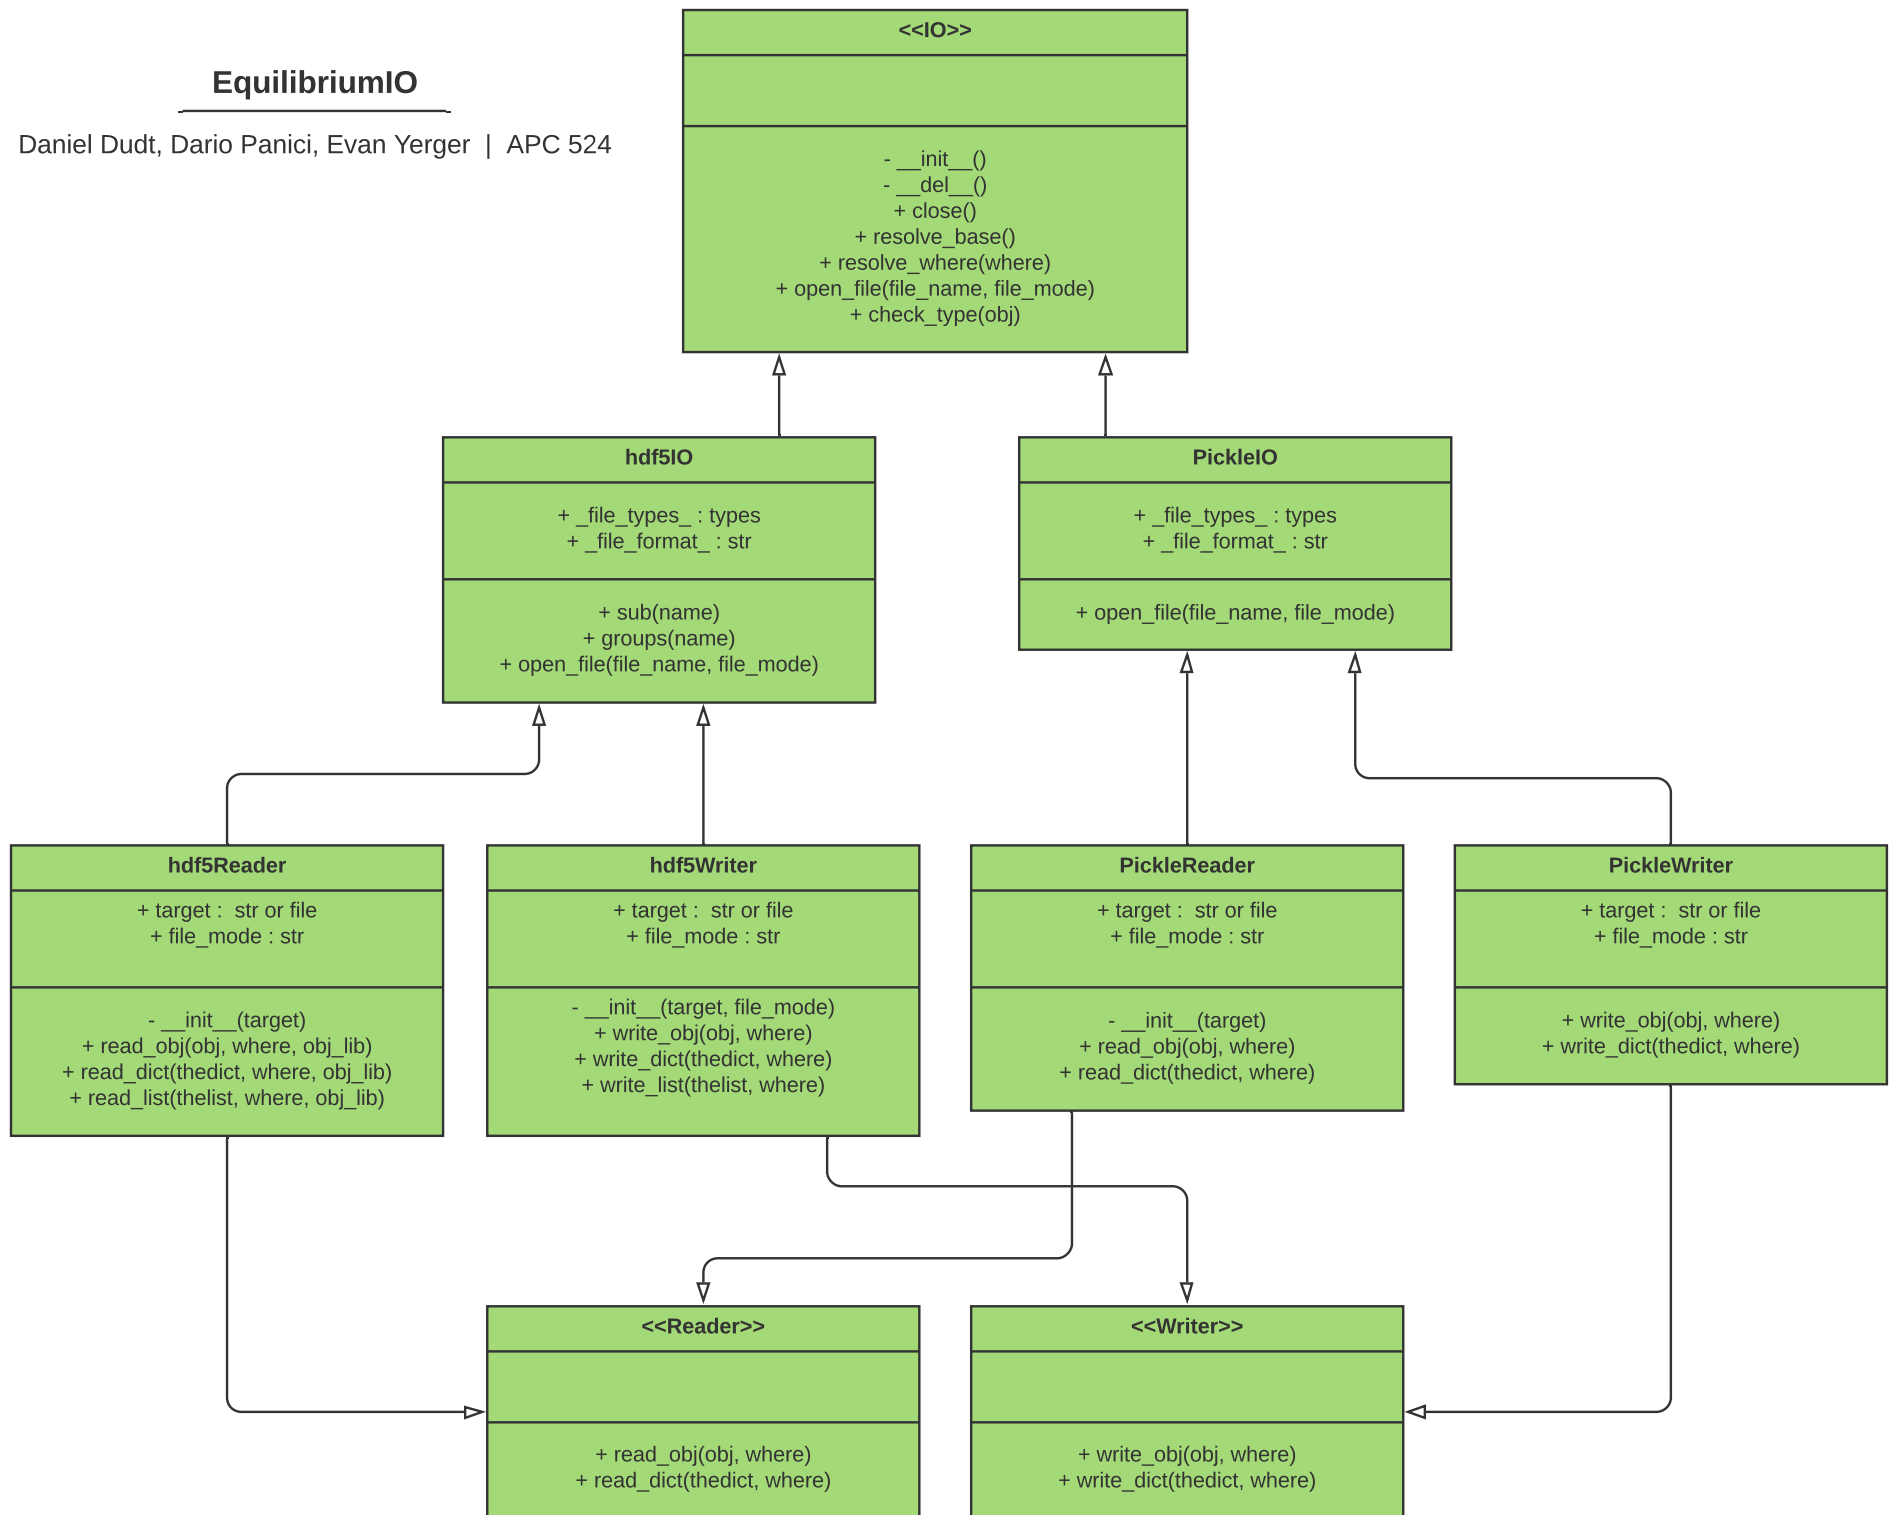 EquilibriumIO
Daniel Dudt, Dario Panici, Evan Yerger | APC 524
<<IO>>
- __init__()
- __del__()
+ close()
+ resolve_base()
+ resolve_where(where)
+ open_file(file_name, file_mode)
+ check_type(obj)
hdf5IO
+ _file_types_ : types
+ _file_format_ : str
+ sub(name)
+ groups(name)
+ open_file(file_name, file_mode)
PickleIO
+ _file_types_ : types
+ _file_format_ : str
+ open_file(file_name, file_mode)
hdf5Reader
+ target :  str or file
+ file_mode : str
- __init__(target)
+ read_obj(obj, where, obj_lib)
+ read_dict(thedict, where, obj_lib)
+ read_list(thelist, where, obj_lib)
hdf5Writer
+ target :  str or file
+ file_mode : str
- __init__(target, file_mode)
+ write_obj(obj, where)
+ write_dict(thedict, where)
+ write_list(thelist, where)
PickleReader
+ target :  str or file
+ file_mode : str
- __init__(target)
+ read_obj(obj, where)
+ read_dict(thedict, where)
PickleWriter
+ target :  str or file
+ file_mode : str
+ write_obj(obj, where)
+ write_dict(thedict, where)
<<Reader>>
+ read_obj(obj, where)
+ read_dict(thedict, where)
<<Writer>>
+ write_obj(obj, where)
+ write_dict(thedict, where)